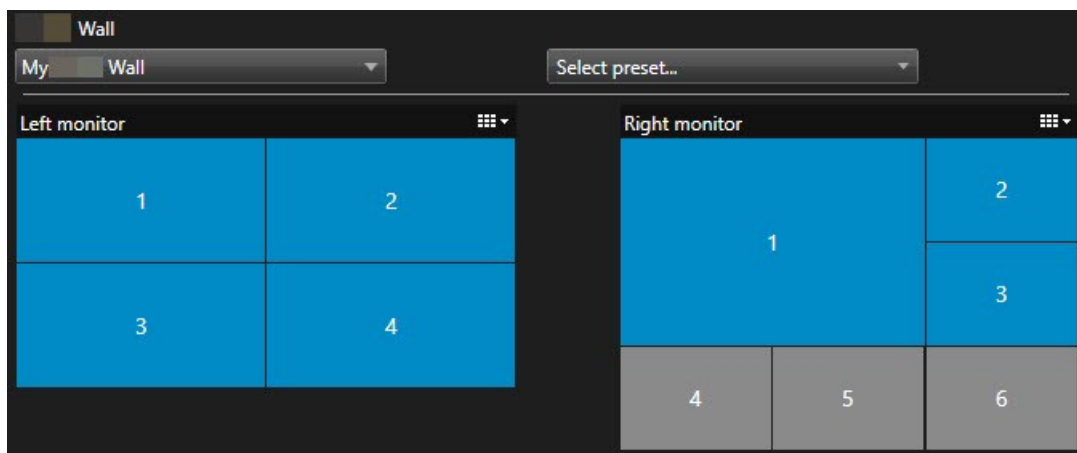 Wall
My Wall Select preset...
Left monitor Right monitor
1 2 1 2
3 4 3
4 5 6